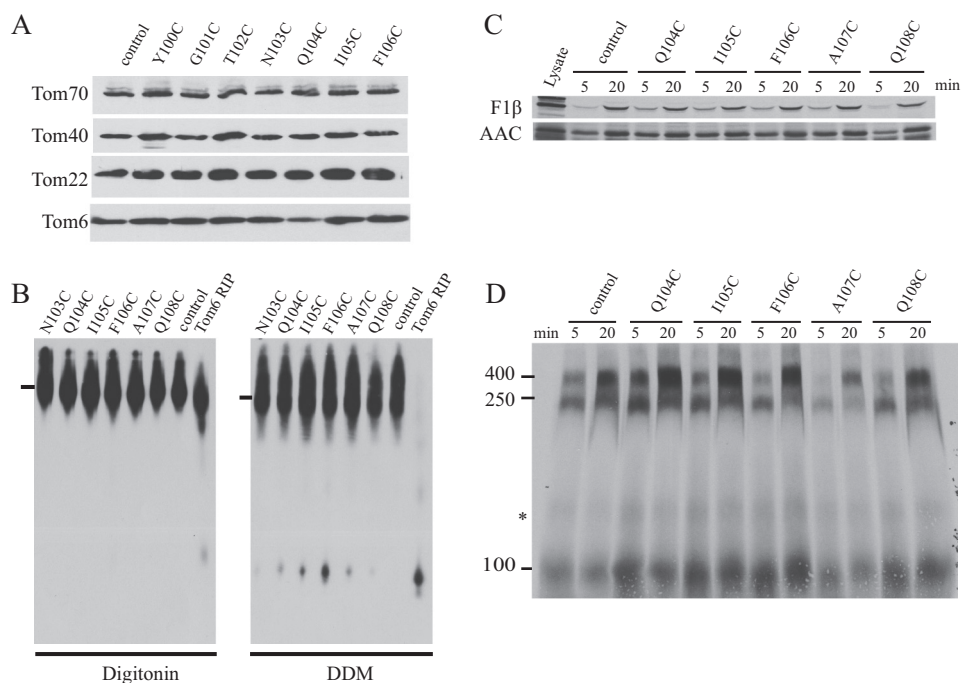 A
control Y100C G101C T102C N103C Q104C I105C F106C
Tom70
Tom40
Tom22
Tom6
B
N103C Q104C I105C F106C A107C Q108C control Tom6 RIP
N103C Q104C I105C F106C A107C Q108C control Tom6 RIP
Digitonin DDM
C
Lysate control Q104C I105C F106C A107C Q108C
5 20 5 20 5 20 5 20 5 20 5 20 min
F1β
AAC
D
control Q104C I105C F106C A107C Q108C
min 5 20 5 20 5 20 5 20 5 20 5 20
400
250
*
100